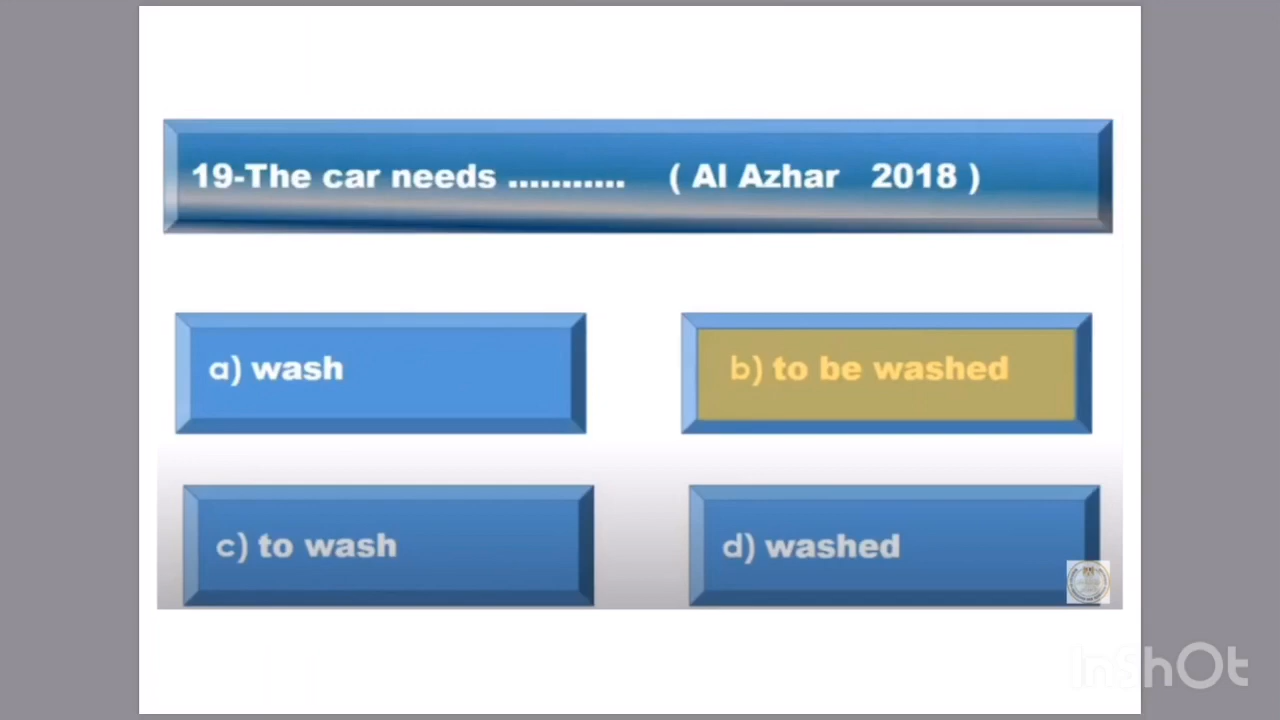 19-The car needs ........... ( Al Azhar 2018 )
a) wash
b) to be washed
c) to wash
d) washed
InShOt